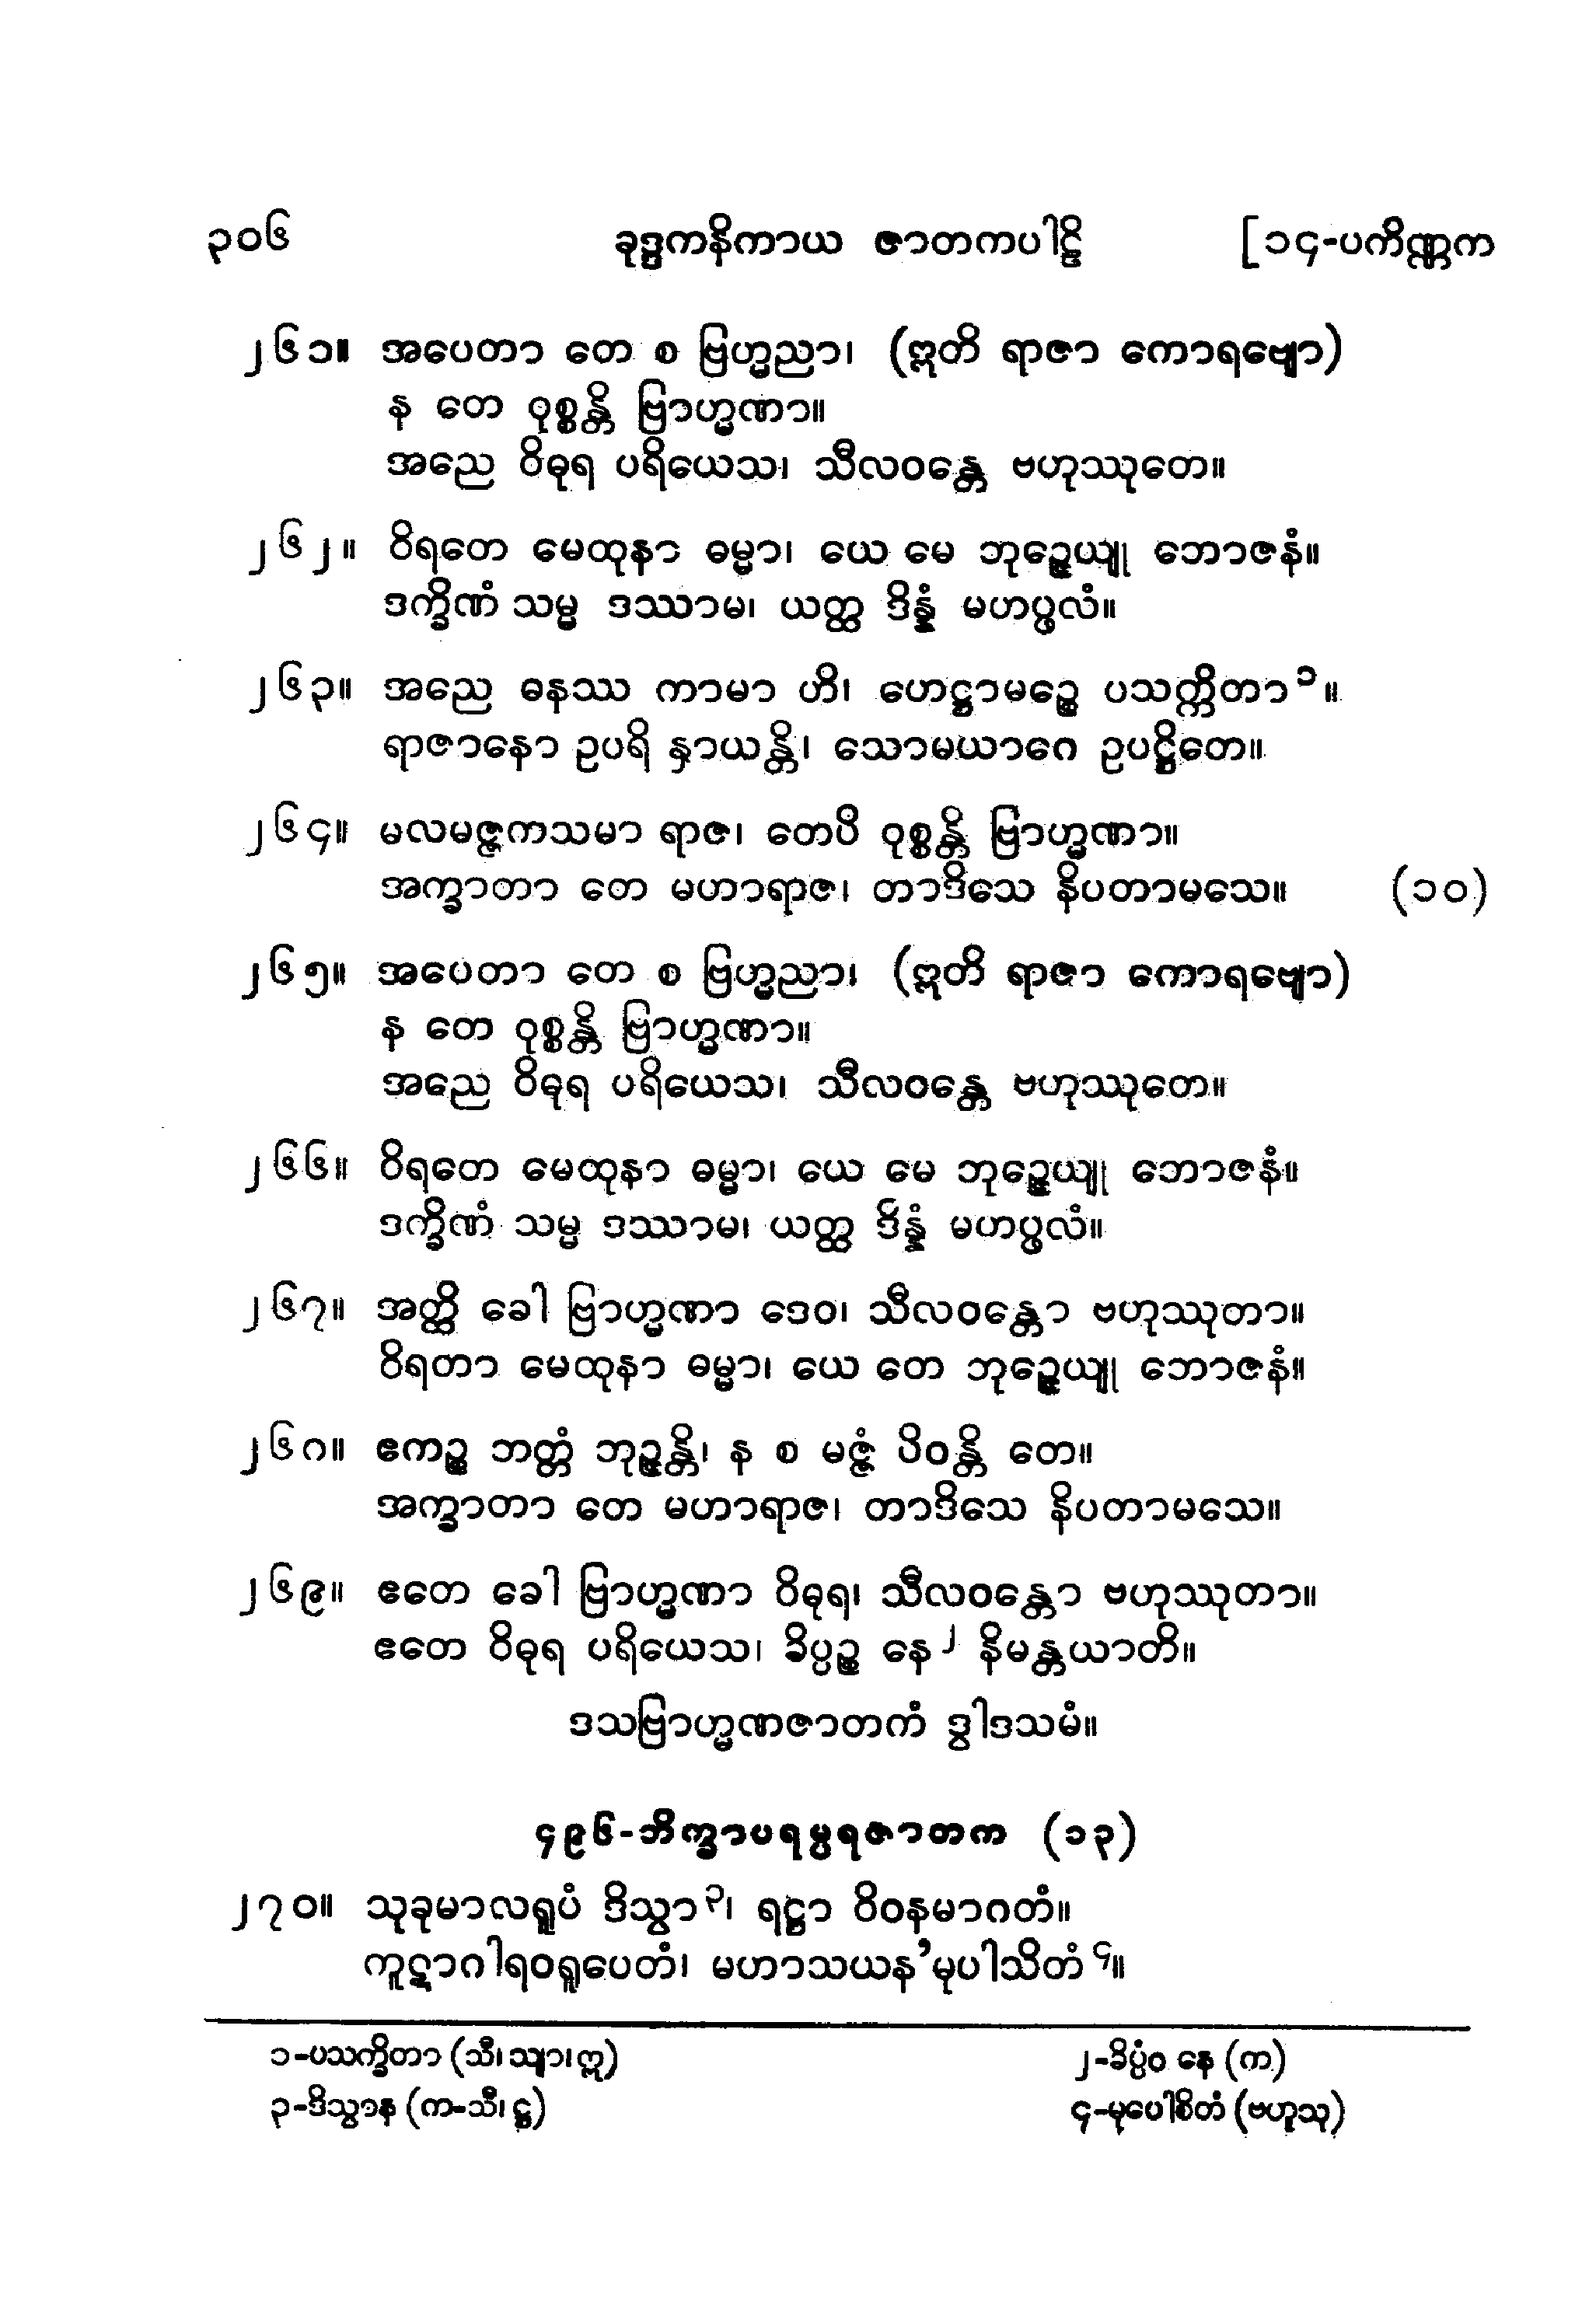 ၃၀၆ ခုဒ္ဒကနိကာယ ဇာတကပါဠိ [၁၄-ပကိဏ္ဏက
၂၆၁။ အပေတာ တေ စ ဗြဟ္မညာ၊ (ဣတိ ရာဇာ ကောရဗျော)
န တေ ဝုစ္စန္တိ ဗြာဟ္မဏာ။
အညေ ဝိဓုရ ပရိယေသ၊ သီလဝန္တေ ဗဟုဿုတေ။
၂၆၂။ ဝိရတေ မေထုနာ ဓမ္မာ၊ ယေ မေ ဘုဉ္ဇေယျု ဘောဇနံ။
ဒက္ခိဏံ သမ္မ ဒဿာမ၊ ယတ္ထ ဒိန္နံ မဟပ္ဖလံ။
၂၆၃။ အညေ ဓနဿ ကာမာ ဟိ၊ ဟေဋ္ဌာမဉ္စေ ပသက္ကိတာ ၁။
ရာဇာနော ဥပရိ နှာယန္တိ၊ သောမယာဂေ ဥပဋ္ဌိတေ။
၂၆၄။ မလမဇ္ဇကသမာ ရာဇ၊ တေပိ ဝုစ္စန္တိ ဗြာဟ္မဏာ။
အက္ခာတာ တေ မဟာရာဇ၊ တာဒိသေ နိပတာမသေ။ (၁၀)
၂၆၅။ အပေတာ တေ စ ဗြဟ္မညာ၊ (ဣတိ ရာဇာ ကောရဗျော)
န တေ ဝုစ္စန္တိ ဗြာဟ္မဏာ။
အညေ ဝိဓုရ ပရိယေသ၊ သီလဝန္တေ ဗဟုဿုတေ။
၂၆၆။ ဝိရတေ မေထုနာ ဓမ္မာ၊ ယေ မေ ဘုဉ္ဇေယျု ဘောဇနံ။
ဒက္ခိဏံ သမ္မ ဒဿာမ၊ ယတ္ထ ဒိန္နံ မဟပ္ဖလံ။
၂၆၇။ အတ္ထိ ခေါ ဗြာဟ္မဏာ ဒေဝ၊ သီလဝန္တော ဗဟုဿုတာ။
ဝိရတာ မေထုနာ ဓမ္မာ၊ ယေ တေ ဘုဉ္ဇေယျု ဘောဇနံ။
၂၆၈။ ဧကဉ္စ ဘတ္တံ ဘုဉ္ဇန္တိ၊ န စ မဇ္ဇံ ပိဝန္တိ တေ။
အက္ခာတာ တေ မဟာရာဇ၊ တာဒိသေ နိပတာမသေ။
၂၆၉။ ဧတေ ခေါ ဗြာဟ္မဏာ ဝိဓုရ၊ သီလဝန္တော ဗဟုဿုတာ။
ဧတေ ဝိဓုရ ပရိယေသ၊ ခိပ္ပဉ္စ နေ ၂ နိမန္တယာတိ။
ဒသဗြာဟ္မဏဇာတကံ ဒွါဒသမံ။
၄၉၆-ဘိက္ခာပရမ္ပရဇာတက (၁၃)
၂၇၀။ သုခုမာလရူပံ ဒိသွာ ၃၊ ရဋ္ဌာ ဝိဝနမာဂတံ။
ကူဋာဂါရဝရူပေတံ၊ မဟာသယန’မုပါသိတံ ၄။
၁-ပသက္ခိတာ (သီ၊ သျာ၊ ဣ) ၂-ခိပ္ပံဝ နေ (က)
၃-ဒိသွာန (က-သီ၊ ဋ္ဌ) ၄-မုပေါစိတံ (ဗဟူသု)